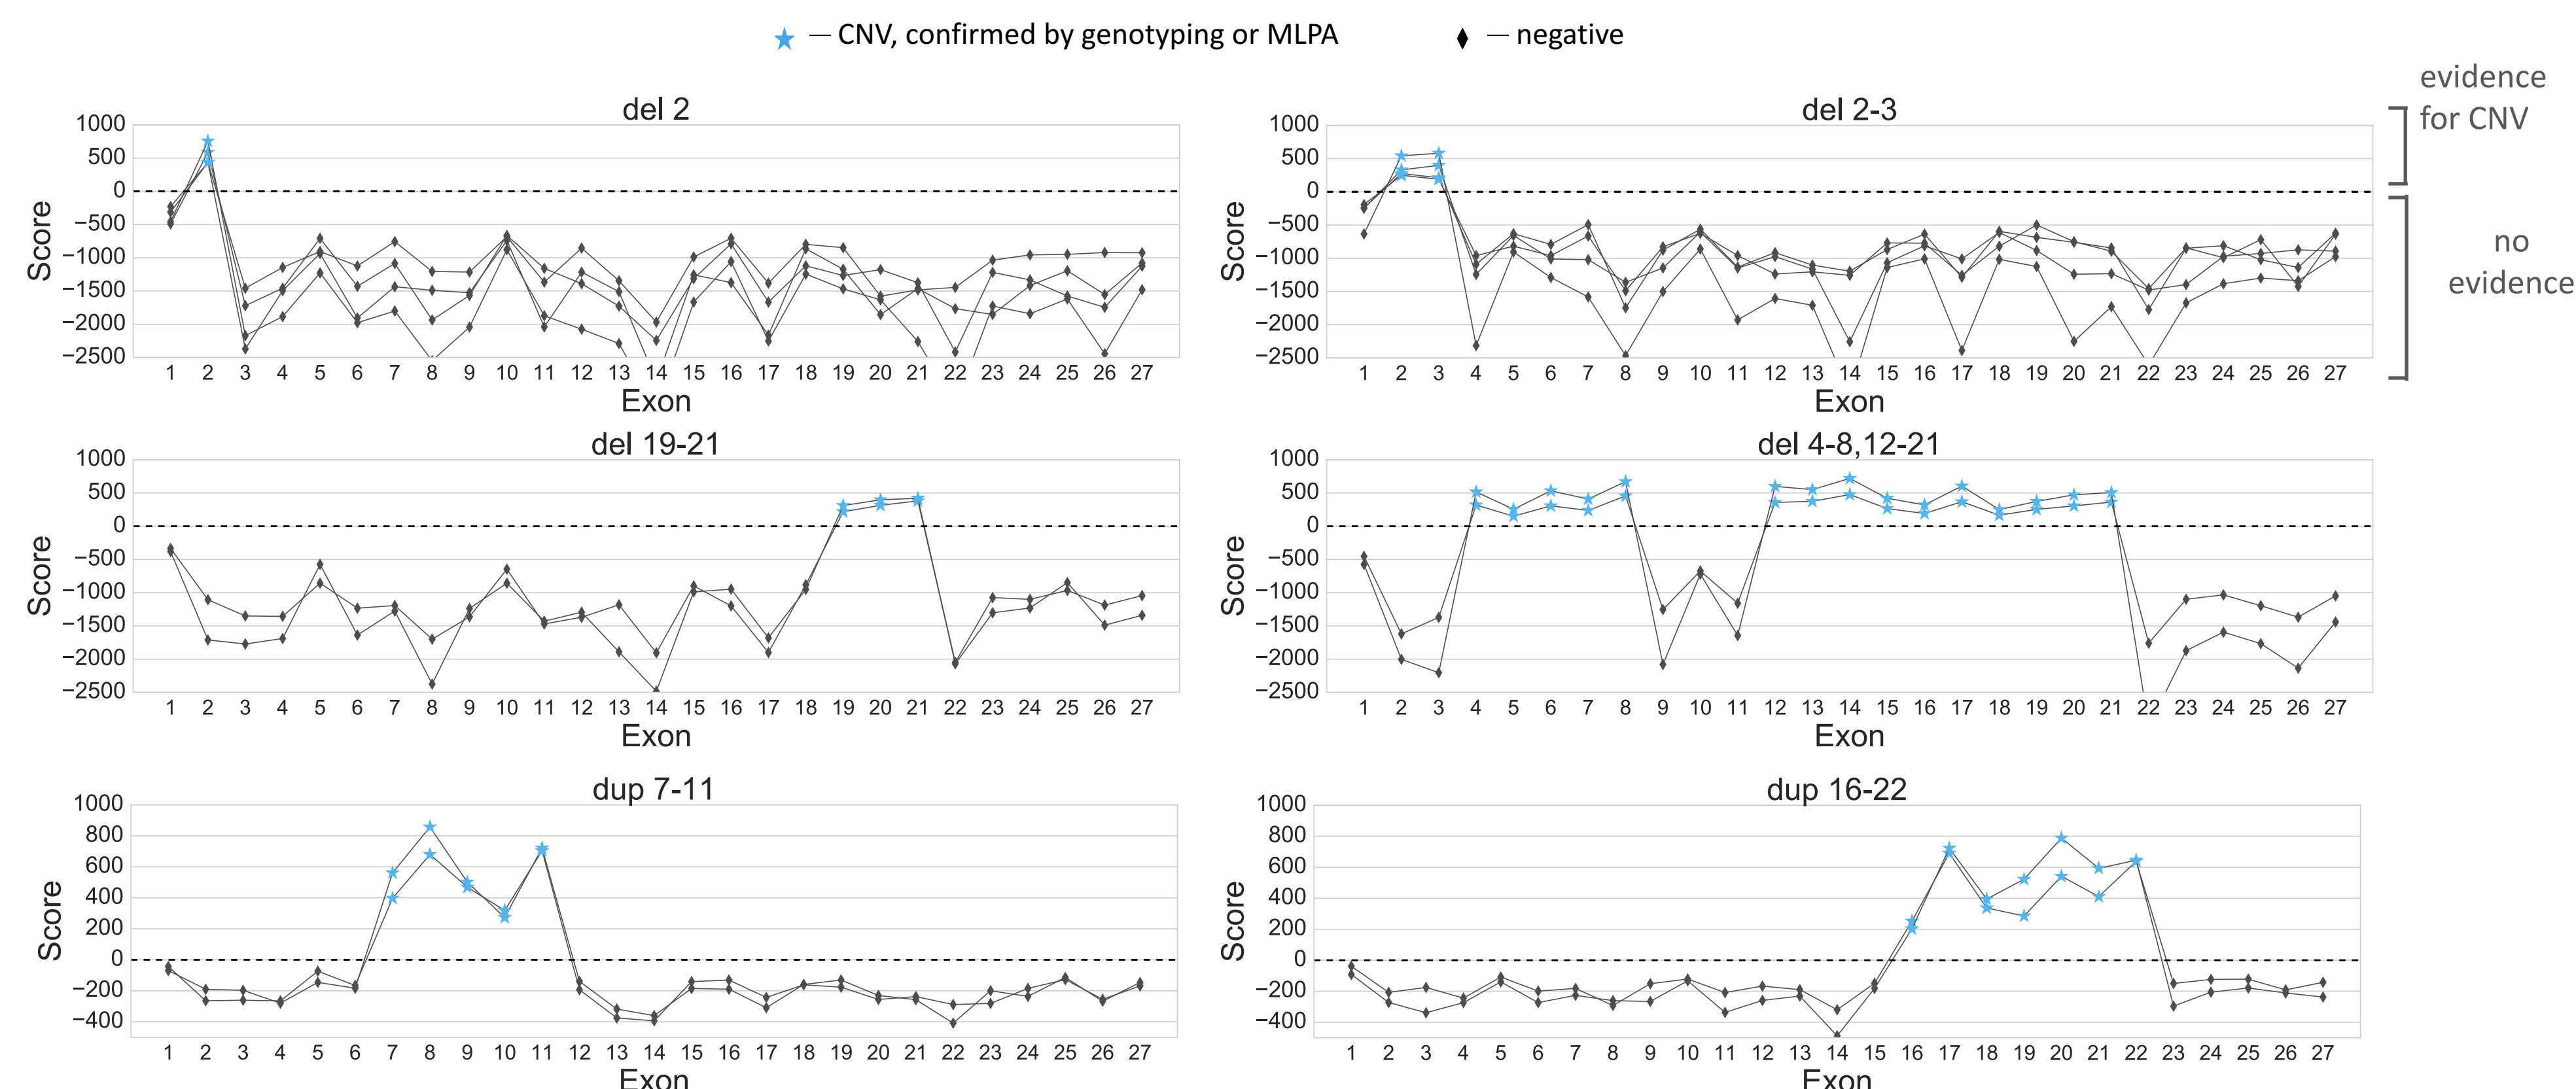 — CNV, confirmed by genotyping or MLPA — negative
evidence
for CNV
no
evidence
del 2
1000
500
0
−500
−1000
−1500
−2000
−2500
Score
1 2 3 4 5 6 7 8 9 10 11 12 13 14 15 16 17 18 19 20 21 22 23 24 25 26 27
Exon
del 2-3
1000
500
0
−500
−1000
−1500
−2000
−2500
Score
1 2 3 4 5 6 7 8 9 10 11 12 13 14 15 16 17 18 19 20 21 22 23 24 25 26 27
Exon
del 19-21
1000
500
0
−500
−1000
−1500
−2000
−2500
Score
1 2 3 4 5 6 7 8 9 10 11 12 13 14 15 16 17 18 19 20 21 22 23 24 25 26 27
Exon
del 4-8,12-21
1000
500
0
−500
−1000
−1500
−2000
−2500
Score
1 2 3 4 5 6 7 8 9 10 11 12 13 14 15 16 17 18 19 20 21 22 23 24 25 26 27
Exon
dup 7-11
1000
800
600
400
200
0
−200
−400
Score
1 2 3 4 5 6 7 8 9 10 11 12 13 14 15 16 17 18 19 20 21 22 23 24 25 26 27
Exon
dup 16-22
1000
800
600
400
200
0
−200
−400
Score
1 2 3 4 5 6 7 8 9 10 11 12 13 14 15 16 17 18 19 20 21 22 23 24 25 26 27
Exon